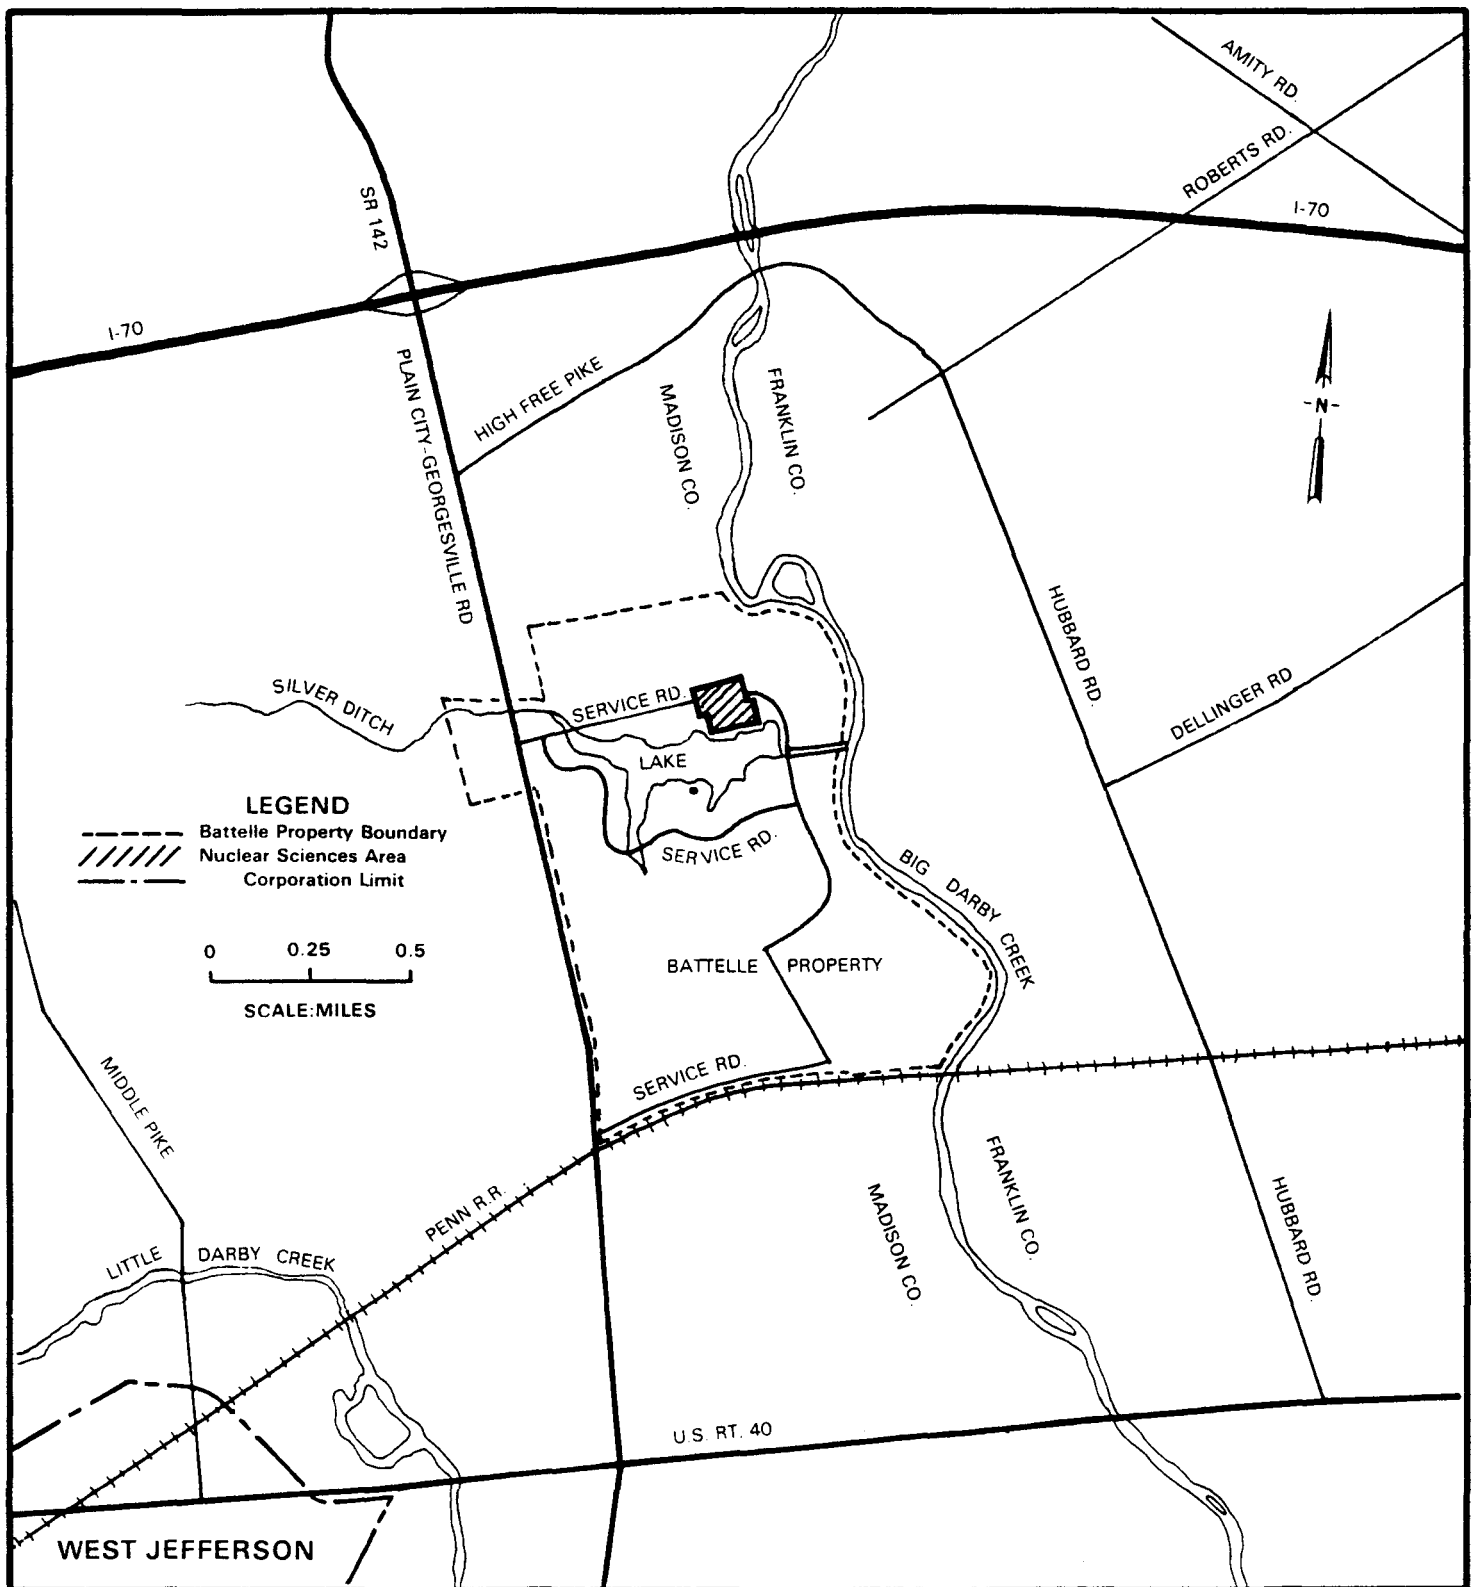 AMITY RD.
ROBERTS RD.
SR 142
I-70
I-70
PLAIN CITY-GEORGESVILLE RD
HIGH FREE PIKE
MADISON CO.
FRANKLIN CO.
-N-
HUBBARD RD.
DELLINGER RD
SILVER DITCH
SERVICE RD.
LAKE
SERVICE RD.
LEGEND
Battelle Property Boundary
Nuclear Sciences Area
Corporation Limit
0 0.25 0.5
SCALE:MILES
BIG DARBY CREEK
BATTELLE PROPERTY
SERVICE RD.
MIDDLE PIKE
PENN R.R.
FRANKLIN CO.
MADISON CO.
HUBBARD RD.
LITTLE DARBY CREEK
U.S. RT. 40
WEST JEFFERSON